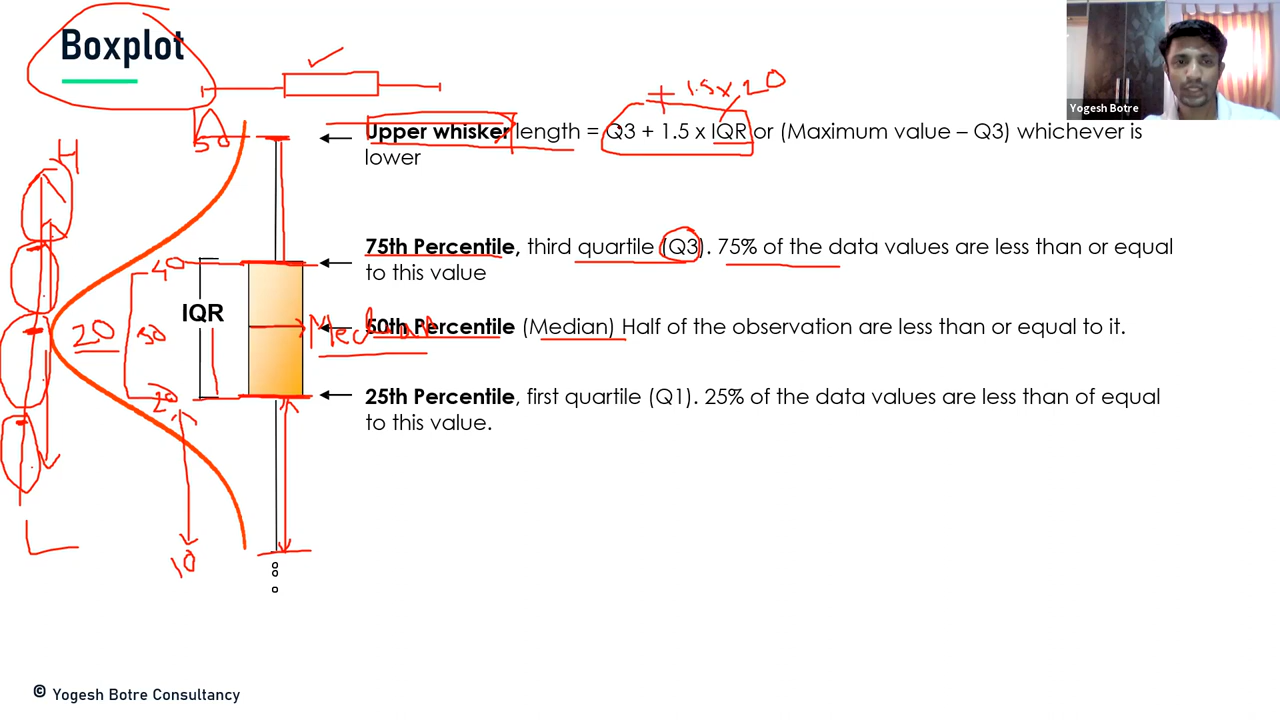 Boxplot
Yogesh Botre
+ 1.5 x 20
Upper whisker length = Q3 + 1.5 x IQR or (Maximum value – Q3) whichever is
lower
50
H
75th Percentile, third quartile (Q3). 75% of the data values are less than or equal
to this value
40
IQR
20
30
Median
50th Percentile (Median) Half of the observation are less than or equal to it.
20
25th Percentile, first quartile (Q1). 25% of the data values are less than of equal
to this value.
L
10
© Yogesh Botre Consultancy